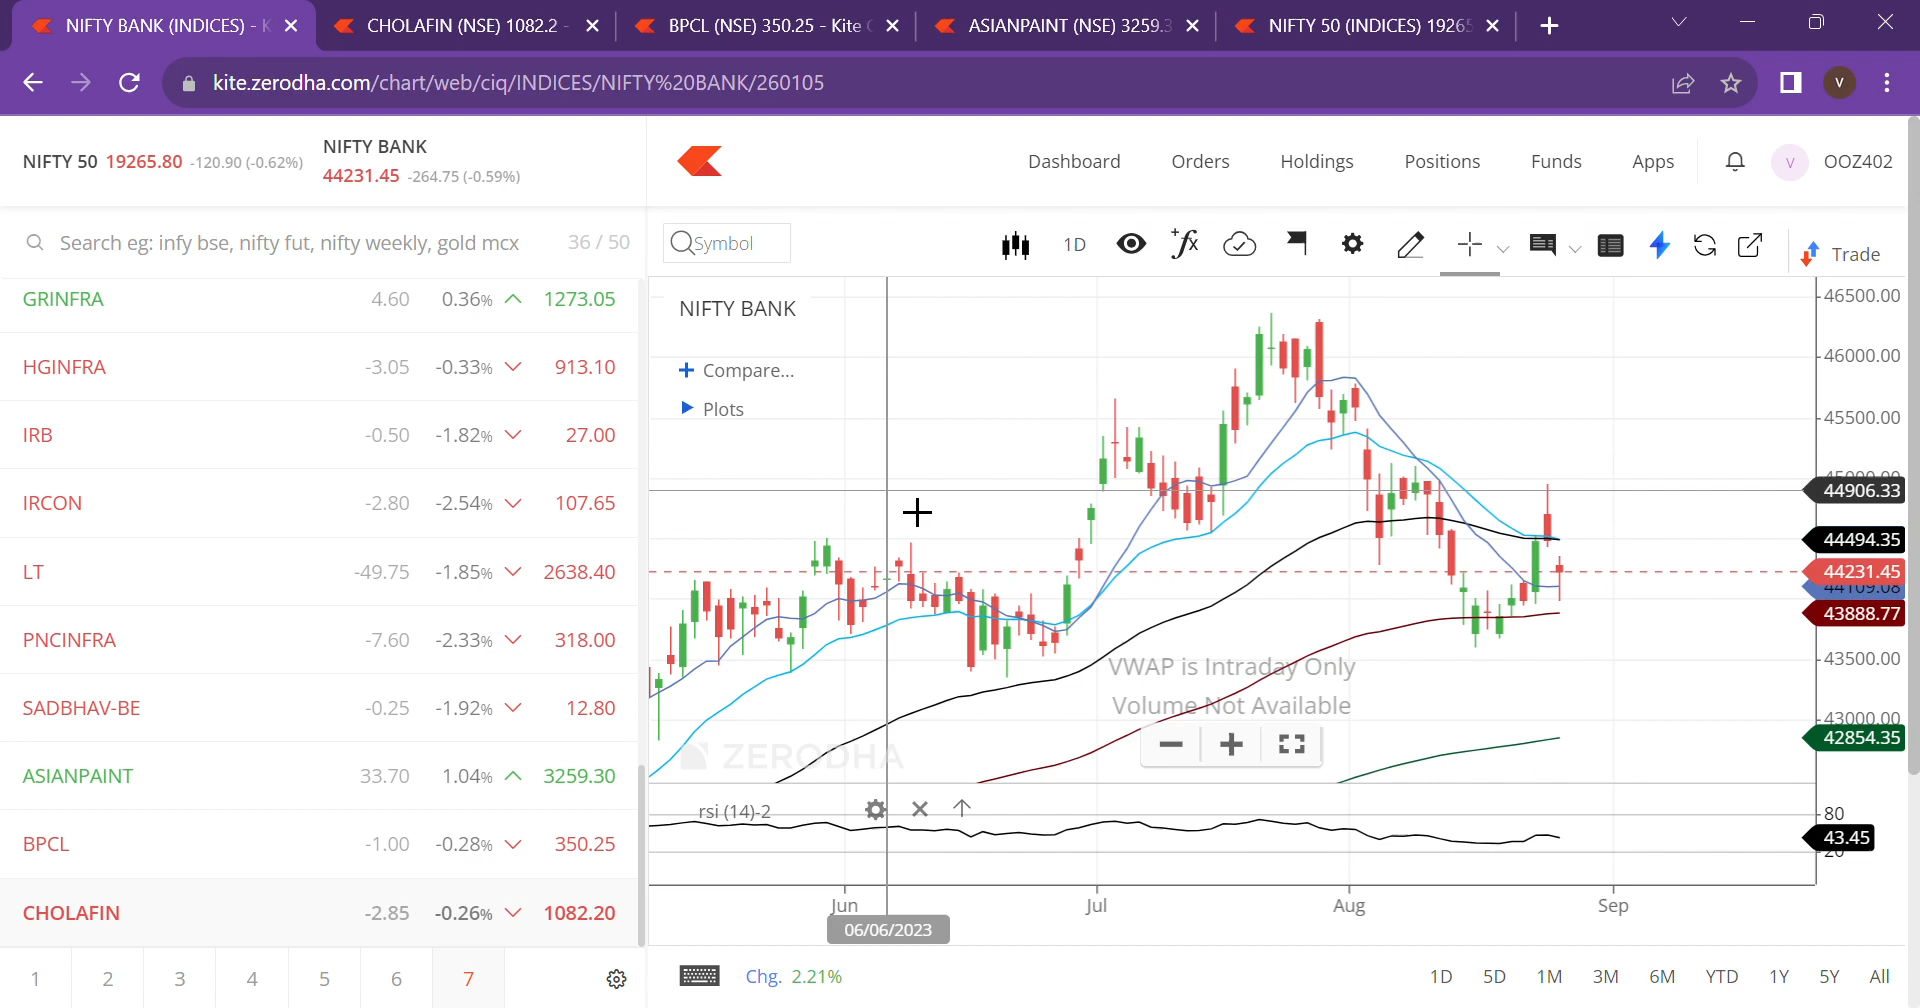 NIFTY BANK (INDICES) - K
CHOLAFIN (NSE) 1082.2 -
BPCL (NSE) 350.25 - Kite
ASIANPAINT (NSE) 3259.3
NIFTY 50 (INDICES) 19265
kite.zerodha.com/chart/web/ciq/INDICES/NIFTY%20BANK/260105
V
NIFTY 50 19265.80 -120.90 (-0.62%)
NIFTY BANK
44231.45 -264.75 (-0.59%)
Dashboard Orders Holdings Positions Funds Apps V OOZ402
Search eg: infy bse, nifty fut, nifty weekly, gold mcx 36 / 50
Symbol 1D Trade
GRINFRA 4.60 0.36% 1273.05
HGINFRA -3.05 -0.33% 913.10
IRB -0.50 -1.82% 27.00
IRCON -2.80 -2.54% 107.65
LT -49.75 -1.85% 2638.40
PNCINFRA -7.60 -2.33% 318.00
SADBHAV-BE -0.25 -1.92% 12.80
ASIANPAINT 33.70 1.04% 3259.30
BPCL -1.00 -0.28% 350.25
CHOLAFIN -2.85 -0.26% 1082.20
1 2 3 4 5 6 7
NIFTY BANK
Compare...
Plots
46500.00
46000.00
45500.00
45000.00
44906.33
44494.35
44231.45
44109.08
43888.77
43500.00
43000.00
42854.35
VWAP is Intraday Only
Volume Not Available
ZERODHA
rsi (14)-2
80
43.45
20
Jun Jul Aug Sep
06/06/2023
Chg. 2.21%
1D 5D 1M 3M 6M YTD 1Y 5Y All